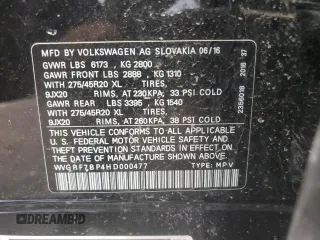 MFD BY VOLKSWAGEN AG SLOVAKIA 06/16
GVWR LBS 6173 , KG 2800
GAWR FRONT LBS 2888 , KG 1310
WITH 275/45R20 XL TIRES,
9JX20 RIMS, AT 230KPA/ 33 PSI COLD
GAWR REAR LBS 3395 , KG 1540
WITH 275/45R20 XL TIRES,
9JX20 RIMS, AT 260KPA/ 38 PSI COLD
THIS VEHICLE CONFORMS TO ALL APPLICABLE
U.S. FEDERAL MOTOR VEHICLE SAFETY AND
THEFT PREVENTION STANDARDS IN EFFECT ON
THE DATE OF MANUFACTURE SHOWN ABOVE.
WVGRF7BP4HD000477 TYPE: MPV
2356018 2016 37